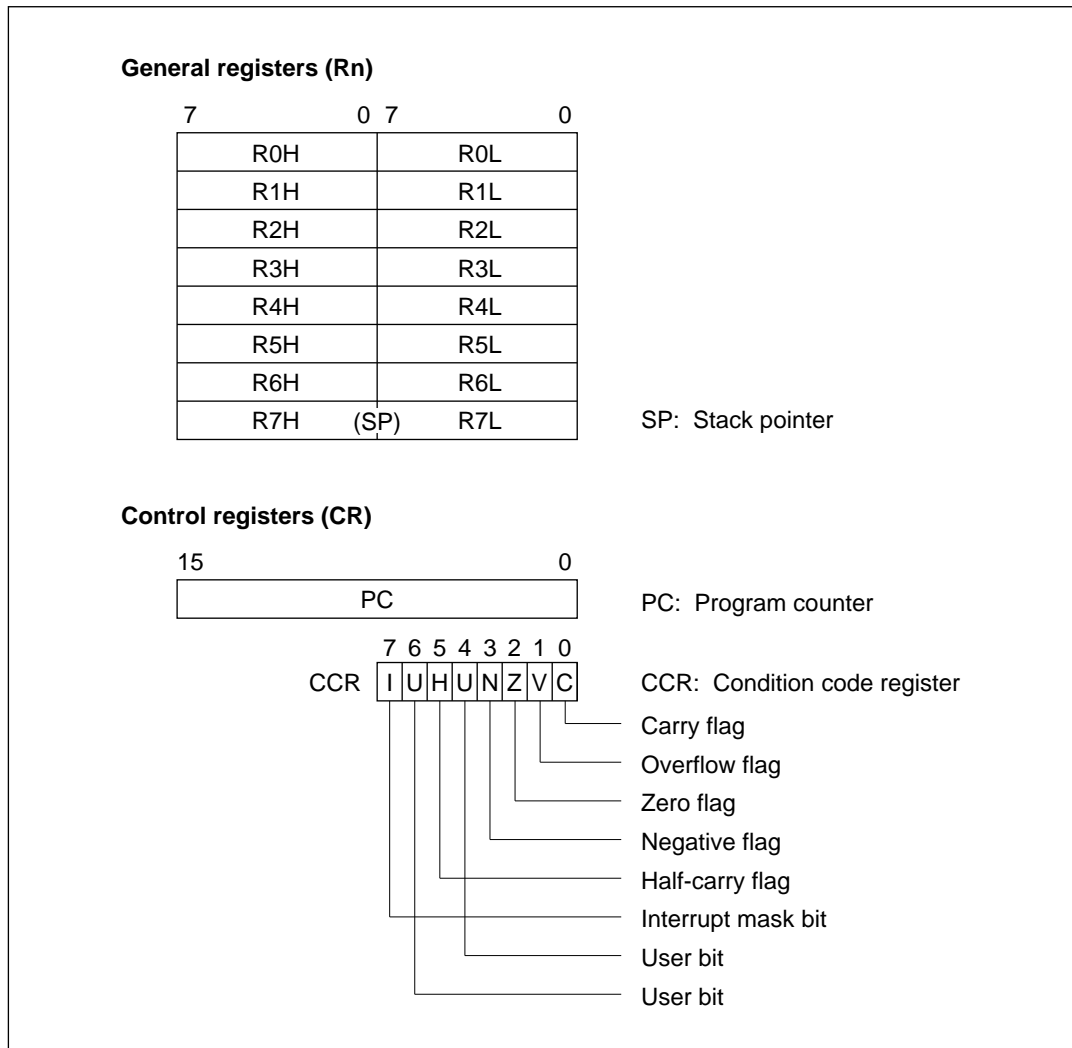 General registers (Rn)
7 0 7 0
R0H R0L
R1H R1L
R2H R2L
R3H R3L
R4H R4L
R5H R5L
R6H R6L
R7H (SP) R7L SP: Stack pointer
Control registers (CR)
15 0
PC PC: Program counter
7 6 5 4 3 2 1 0
CCR I U H U N Z V C CCR: Condition code register
Carry flag
Overflow flag
Zero flag
Negative flag
Half-carry flag
Interrupt mask bit
User bit
User bit